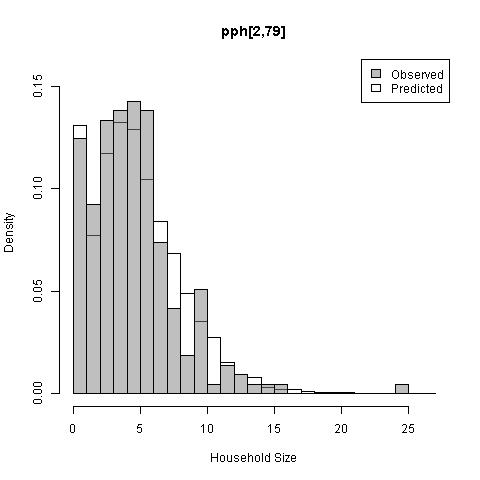 pph[2,79]
Observed
Predicted
0.15
0.10
0.05
0.00
Density
0 5 10 15 20 25
Household Size